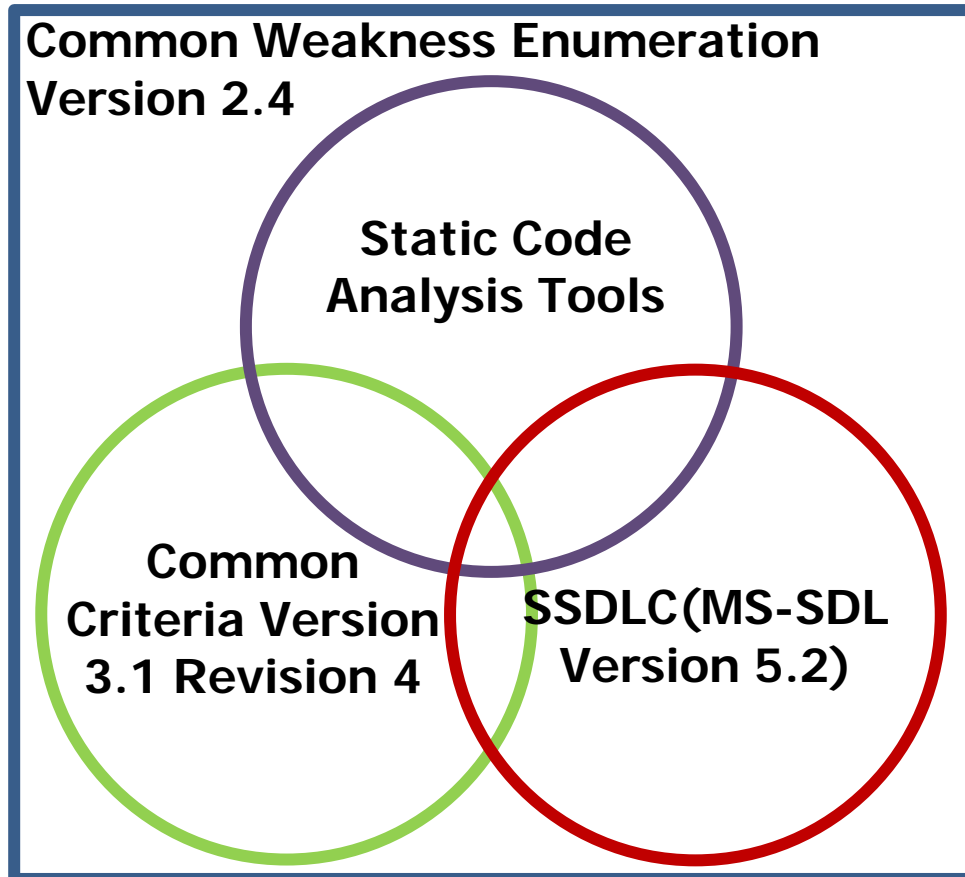 Common Weakness Enumeration
Version 2.4
Static Code
Analysis Tools
Common
Criteria Version
3.1 Revision 4
SSDLC(MS-SDL
Version 5.2)